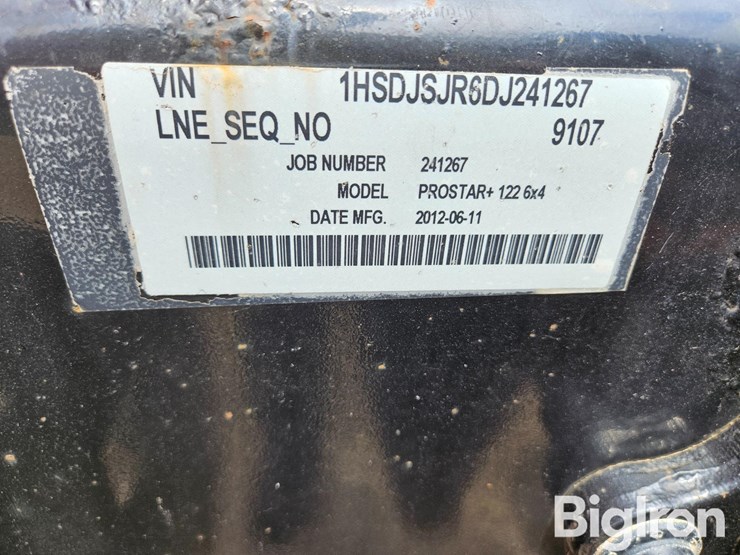 VIN 1HSDJSJR6DJ241267
LNE_SEQ_NO 9107
JOB NUMBER 241267
MODEL PROSTAR+ 122 6x4
DATE MFG. 2012-06-11
BigIron